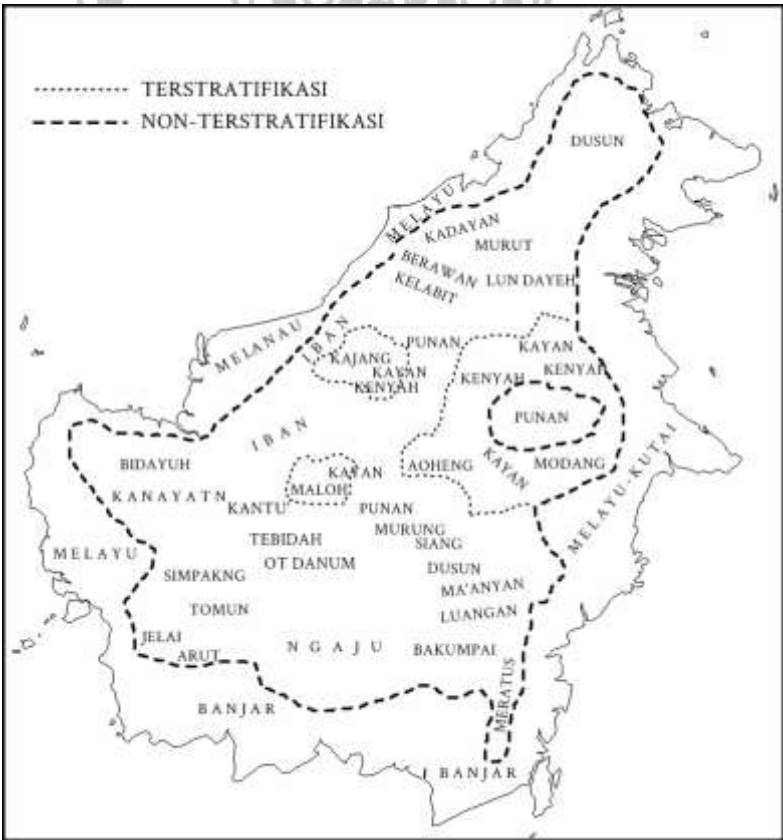 TERSTRATIFIKASI
NON-TERSTRATIFIKASI
DUSUN
MELAYU
KADAYAN
MURUT
BERAWAN
LUN DAYEH
KELABIT
MELANAU
IBAN
PUNAN
KAYAN
KAJANG
KENYAH
KAYAN
KENYAH
KENYAH
PUNAN
IBAN
BIDAYUH
KAYAN
AOHENG
KAYAN
MODANG
MELAYU-KUTAI
MALOH
KANAYATN
KANTU
PUNAN
MURUNG
SIANG
TEBIDAH
OT DANUM
MELAYU
SIMPAKNG
DUSUN
MA'ANYAN
TOMUN
LUANGAN
JELAI
ARUT
NGAJU
BAKUMPAI
MERATUS
BANJAR
BANJAR